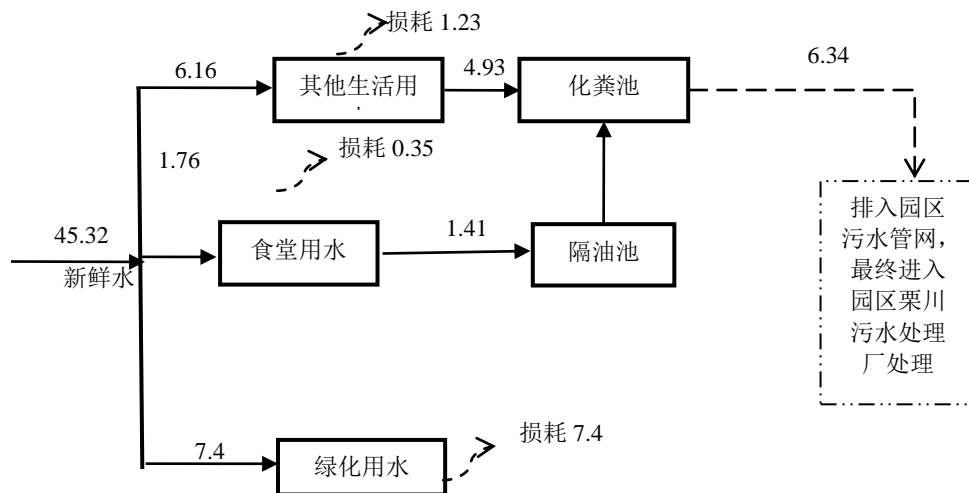 损耗 1.23
6.16
其他生活用
4.93
化粪池
6.34
1.76
损耗 0.35
45.32
新鲜水
食堂用水
1.41
隔油池
排入园区
污水管网，
最终进入
园区栗川
污水处理
厂处理
7.4
绿化用水
损耗 7.4